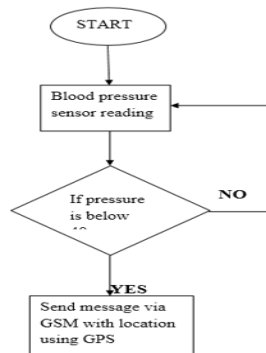 START
Blood pressure
sensor reading
If pressure
is below
NO
YES
Send message via
GSM with location
using GPS